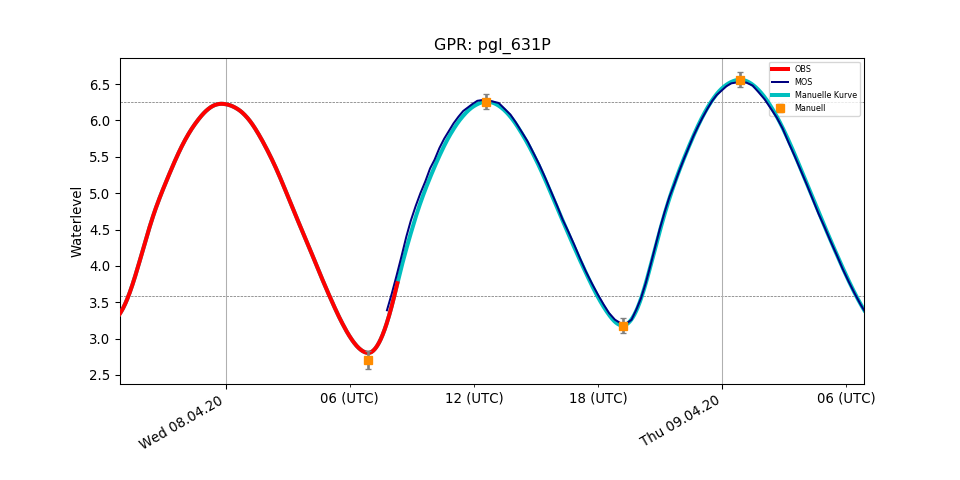 GPR: pgl_631P
OBS
MOS
Manuelle Kurve
Manuell
Waterlevel
6.5
6.0
5.5
5.0
4.5
4.0
3.5
3.0
2.5
Wed 08.04.20
06 (UTC)
12 (UTC)
18 (UTC)
Thu 09.04.20
06 (UTC)